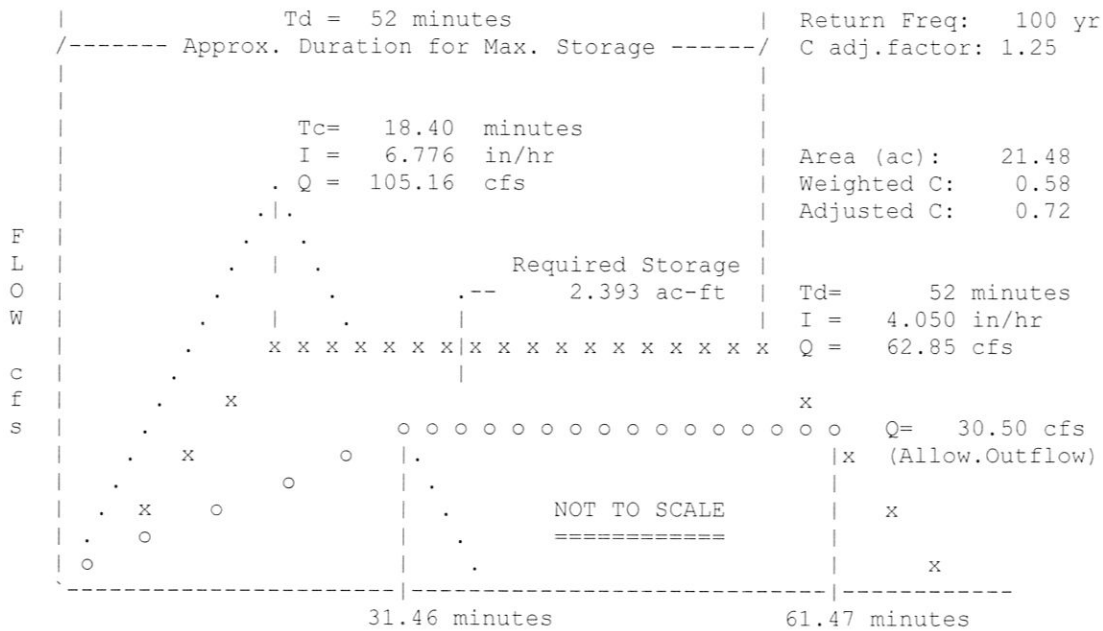 Td = 52 minutes
Return Freq: 100 yr
/------- Approx. Duration for Max. Storage ------/
C adj.factor: 1.25
Tc= 18.40 minutes
I = 6.776 in/hr
Q = 105.16 cfs
Area (ac): 21.48
Weighted C: 0.58
Adjusted C: 0.72
FLOW cfs
Required Storage
2.393 ac-ft
Td= 52 minutes
I = 4.050 in/hr
Q = 62.85 cfs
Q= 30.50 cfs
(Allow.Outflow)
NOT TO SCALE
============
31.46 minutes
61.47 minutes